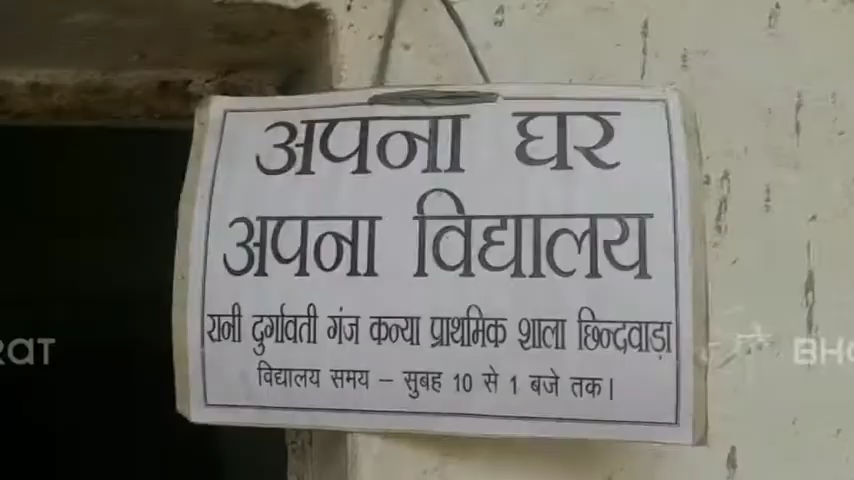 अपना घर
अपना विद्यालय
रानी दुर्गावती गंज कन्या प्राथमिक शाला छिन्दवाड़ा
विद्यालय समय – सुबह 10 से 1 बजे तक।